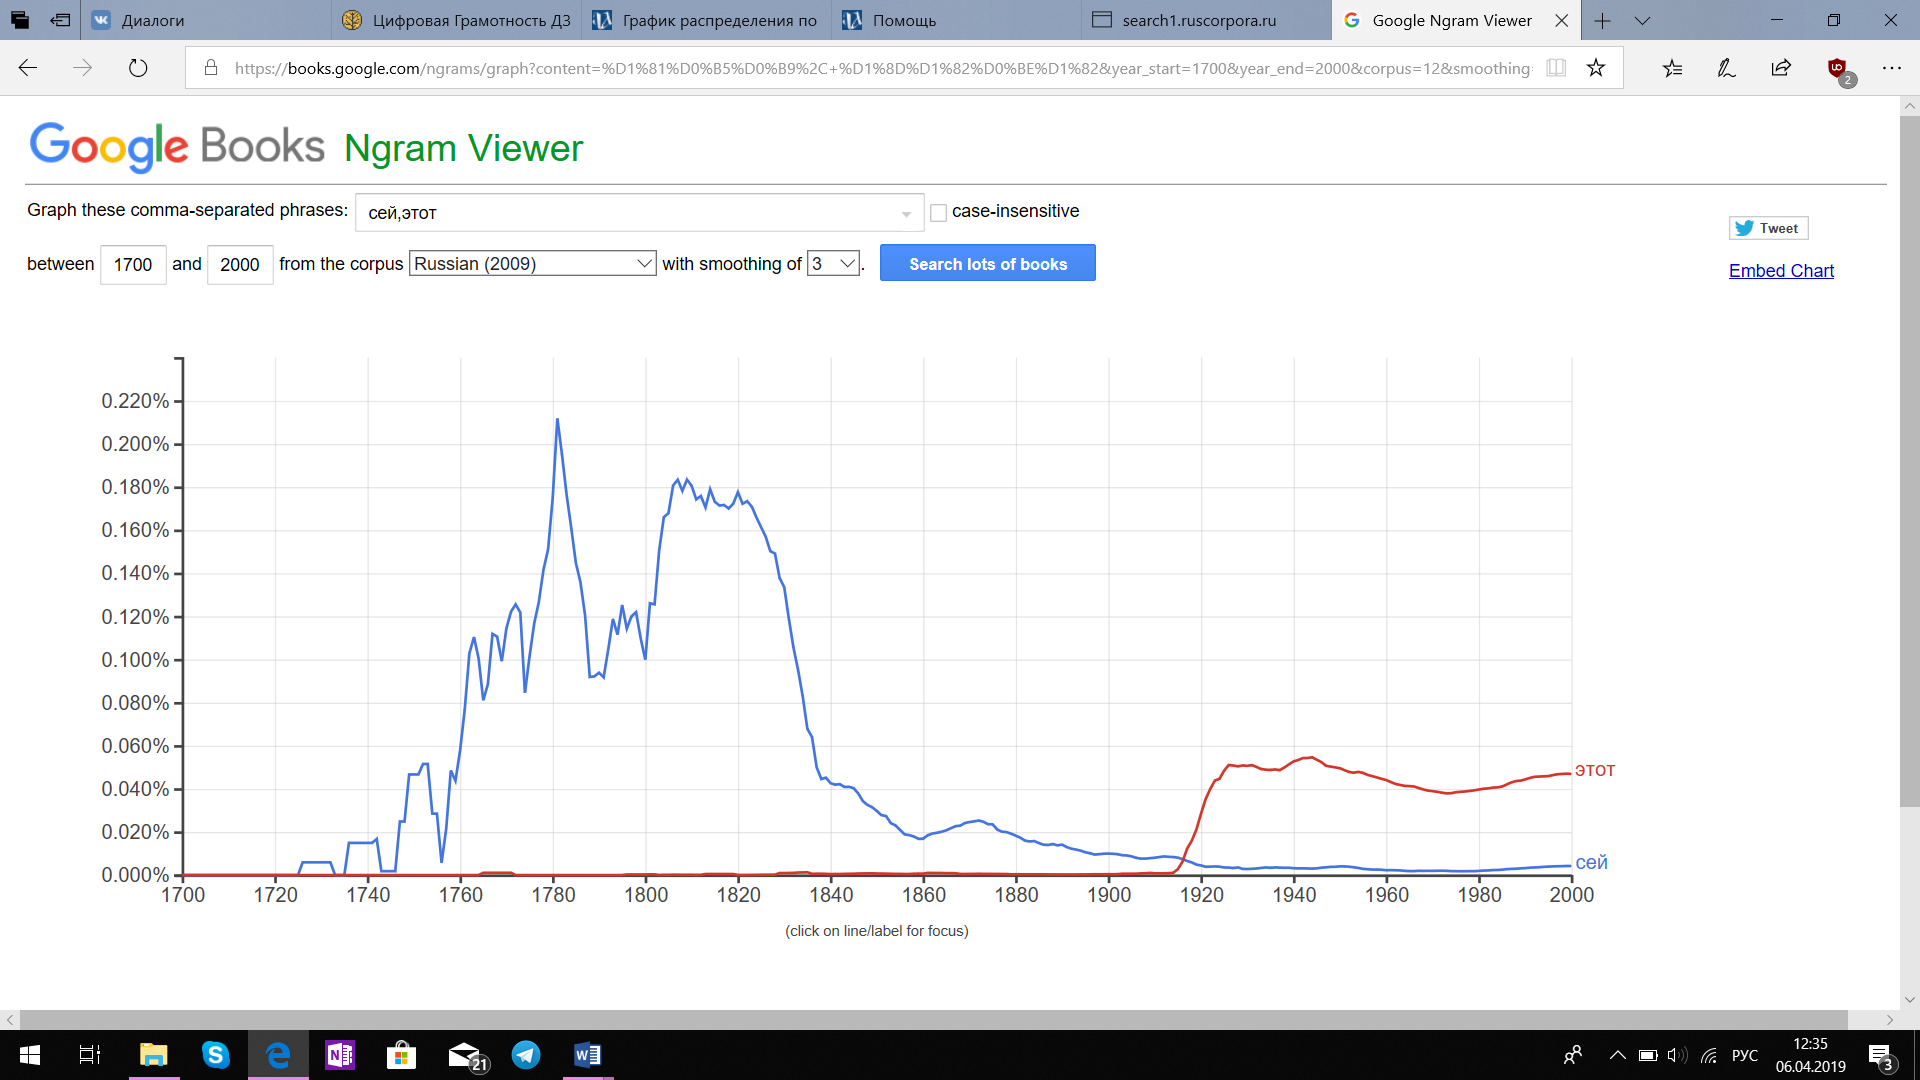 Диалоги
Цифровая Грамотность ДЗ
График распределения по
Помощь
search1.ruscorpora.ru
Google Ngram Viewer
https://books.google.com/ngrams/graph?content=%D1%81%D0%B5%D0%B9%2C+%D1%8D%D1%82%D0%BE%D1%82&year_start=1700&year_end=2000&corpus=12&smoothing=
2
Google Books Ngram Viewer
Graph these comma-separated phrases: сей,этот case-insensitive
Tweet
between 1700 and 2000 from the corpus Russian (2009) with smoothing of 3 . Search lots of books
Embed Chart
0.220%
0.200%
0.180%
0.160%
0.140%
0.120%
0.100%
0.080%
0.060%
0.040%
0.020%
0.000%
этот
сей
1700 1720 1740 1760 1780 1800 1820 1840 1860 1880 1900 1920 1940 1960 1980 2000
(click on line/label for focus)
21
РУС
12:35
06.04.2019
3